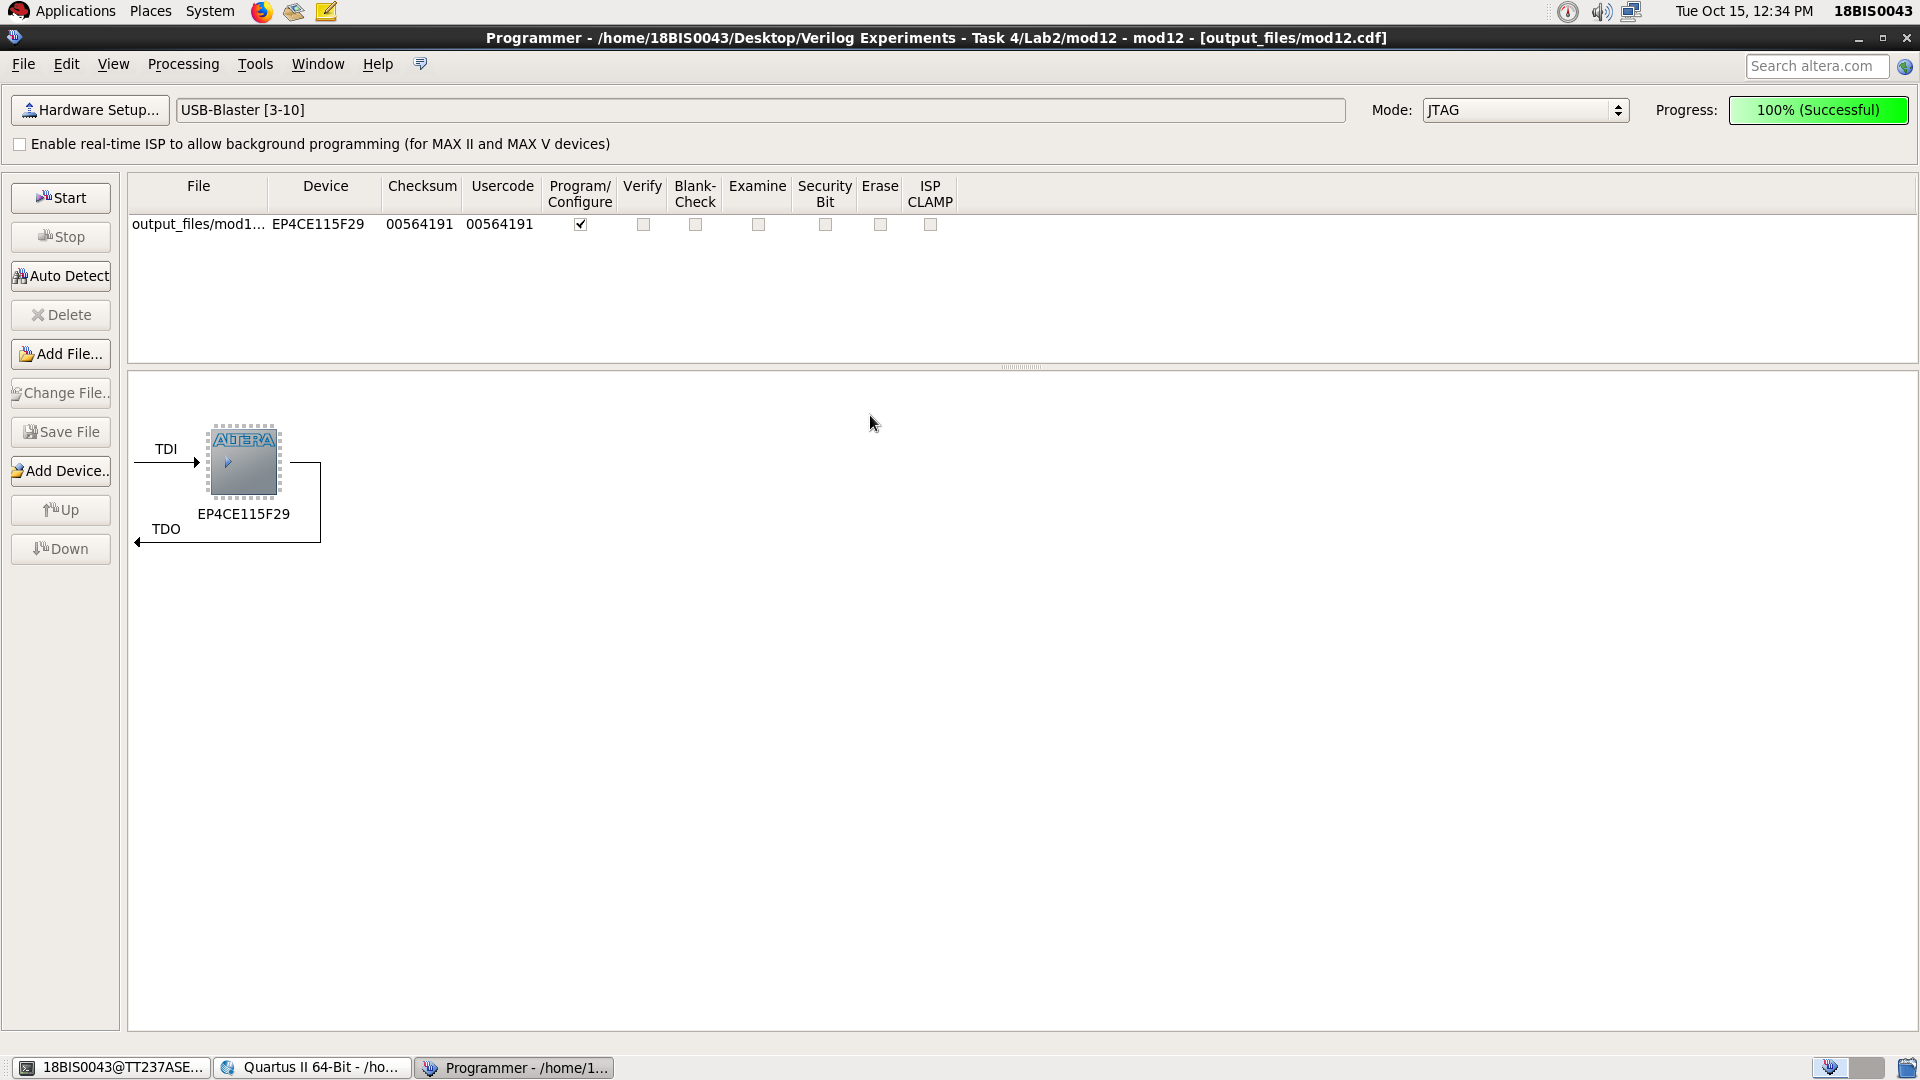 Applications Places System Tue Oct 15, 12:34 PM 18BIS0043
Programmer - /home/18BIS0043/Desktop/Verilog Experiments - Task 4/Lab2/mod12 - mod12 - [output_files/mod12.cdf]
File Edit View Processing Tools Window Help Search altera.com
Hardware Setup... USB-Blaster [3-10] Mode: JTAG Progress: 100% (Successful)
Enable real-time ISP to allow background programming (for MAX II and MAX V devices)
File Device Checksum Usercode Program/ Configure Verify Blank- Check Examine Security Bit Erase ISP CLAMP
output_files/mod1... EP4CE115F29 00564191 00564191
Start
Stop
Auto Detect
Delete
Add File...
Change File..
Save File
Add Device..
Up
Down
TDI
ALTERA
EP4CE115F29
TDO
18BIS0043@TT237ASE... Quartus II 64-Bit - /ho... Programmer - /home/1...